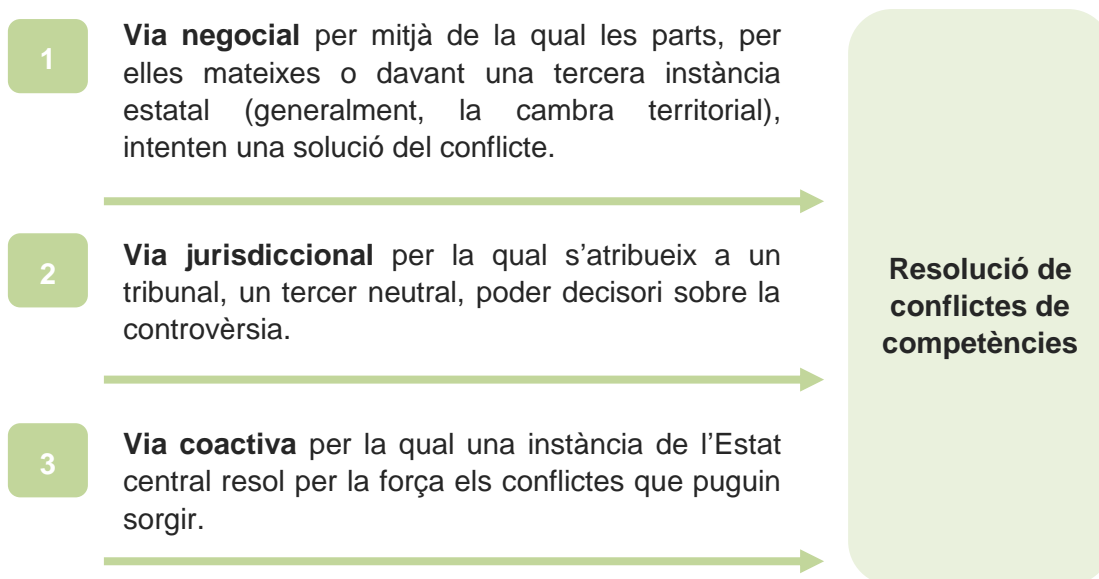 1
Via negocial per mitjà de la qual les parts, per
elles mateixes o davant una tercera instància
estatal (generalment, la cambra territorial),
intenten una solució del conflicte.
2
Via jurisdiccional per la qual s’atribueix a un
tribunal, un tercer neutral, poder decisori sobre la
controvèrsia.
3
Via coactiva per la qual una instància de l’Estat
central resol per la força els conflictes que puguin
sorgir.
Resolució de
conflictes de
competències